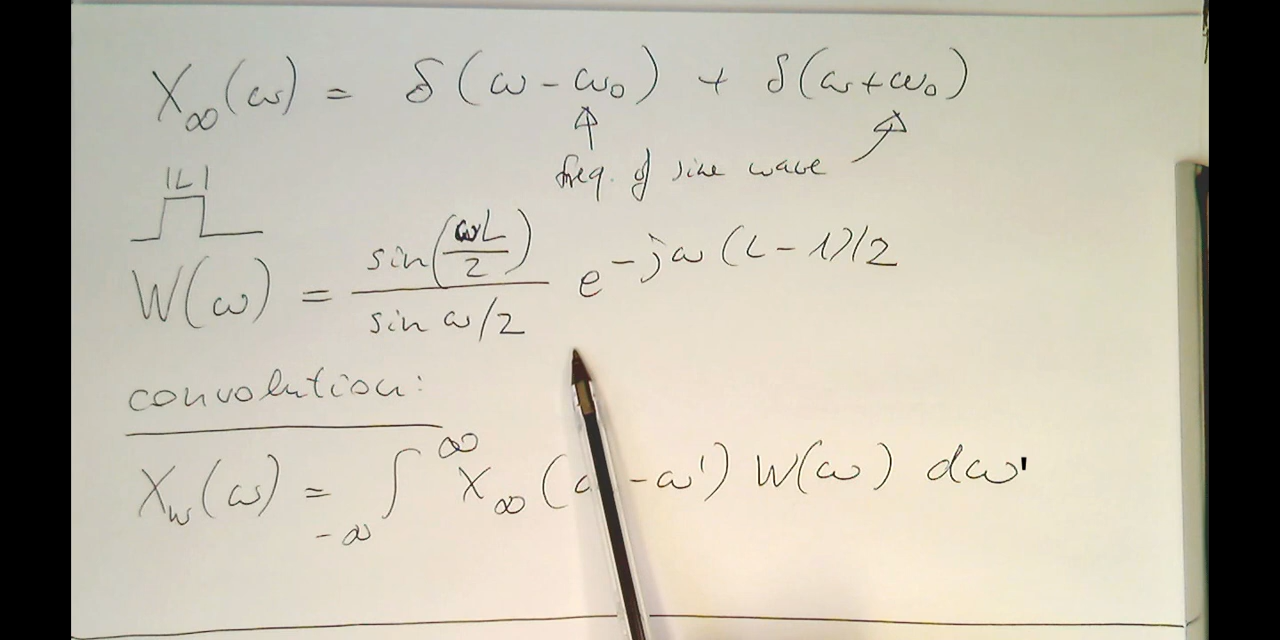 X∞(ω) = δ(ω - ω₀) + δ(ω+ω₀)
freq. of sine wave
|L|
W(ω) = sin(ωL/2) / sin ω/2 e^-jω(L-1)/2
convolution:
X_w(ω) = ∫_-∞^∞ X∞(ω-ω') W(ω) dω'